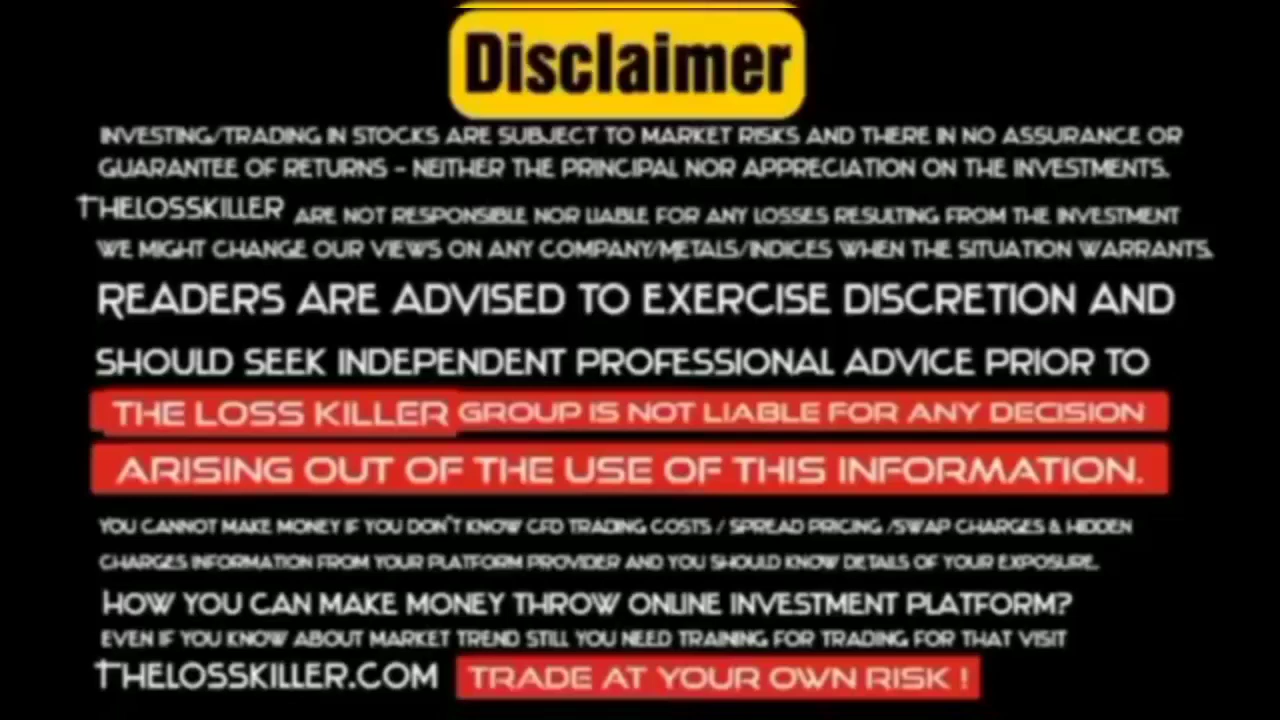 Disclaimer
INVESTING/TRADING IN STOCKS ARE SUBJECT TO MARKET RISKS AND THERE IN NO ASSURANCE OR
GUARANTEE OF RETURNS - NEITHER THE PRINCIPAL NOR APPRECIATION ON THE INVESTMENTS.
THELOSSKILLER ARE NOT RESPONSIBLE NOR LIABLE FOR ANY LOSSES RESULTING FROM THE INVESTMENT
WE MIGHT CHANGE OUR VIEWS ON ANY COMPANY/METALS/INDICES WHEN THE SITUATION WARRANTS.
READERS ARE ADVISED TO EXERCISE DISCRETION AND
SHOULD SEEK INDEPENDENT PROFESSIONAL ADVICE PRIOR TO
THE LOSS KILLER GROUP IS NOT LIABLE FOR ANY DECISION
ARISING OUT OF THE USE OF THIS INFORMATION.
YOU CANNOT MAKE MONEY IF YOU DON'T KNOW CFD TRADING COSTS / SPREAD PRICING /SWAP CHARGES & HIDDEN
CHARGES INFORMATION FROM YOUR PLATFORM PROVIDER AND YOU SHOULD KNOW DETAILS OF YOUR EXPOSURE.
HOW YOU CAN MAKE MONEY THROW ONLINE INVESTMENT PLATFORM?
EVEN IF YOU KNOW ABOUT MARKET TREND STILL YOU NEED TRAINING FOR TRADING FOR THAT VISIT
THELOSSKILLER.COM TRADE AT YOUR OWN RISK !